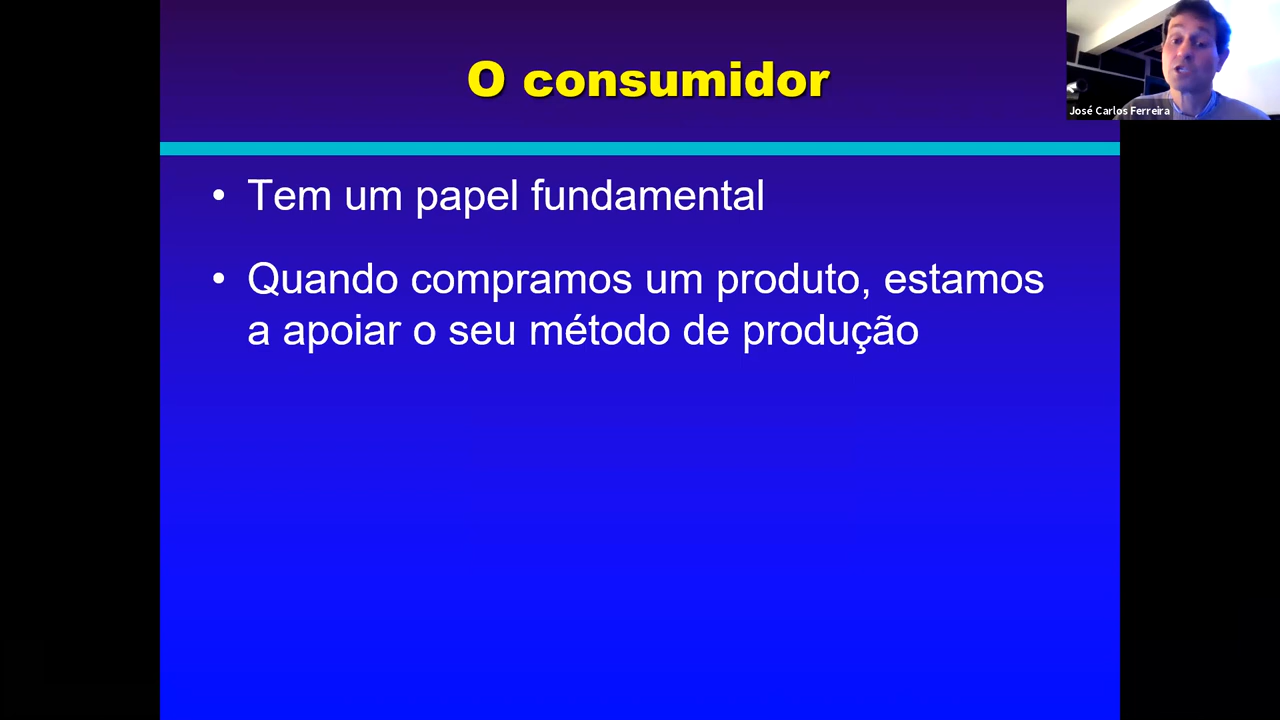 O consumidor
José Carlos Ferreira
• Tem um papel fundamental
• Quando compramos um produto, estamos
a apoiar o seu método de produção